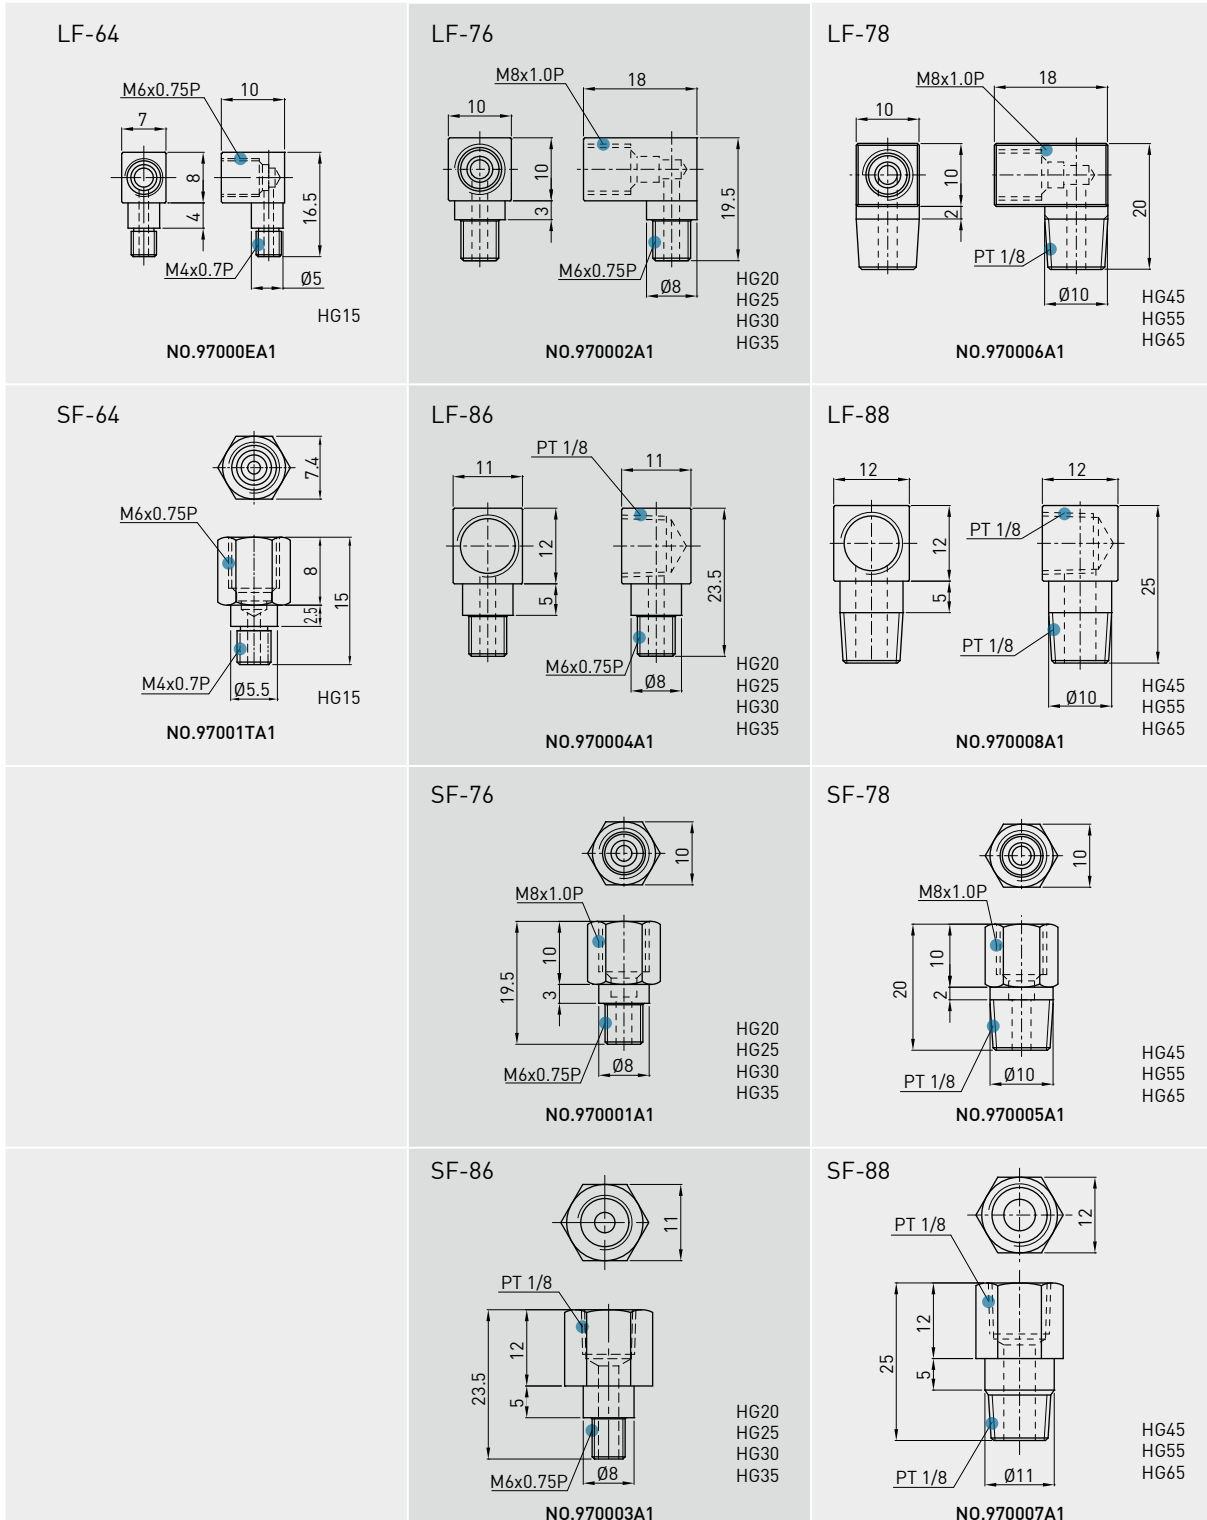 LF-64
M6x0.75P
10
7
8
4
16.5
M4x0.7P
Ø5
HG15
NO.97000EA1
LF-76
M8x1.0P
18
10
10
3
19.5
M6x0.75P
Ø8
HG20
HG25
HG30
HG35
NO.970002A1
LF-78
M8x1.0P
18
10
10
2
20
PT 1/8
Ø10
HG45
HG55
HG65
NO.970006A1
SF-64
7.4
M6x0.75P
8
2.5
15
M4x0.7P
Ø5.5
HG15
NO.97001TA1
LF-86
PT 1/8
11
11
12
5
23.5
M6x0.75P
Ø8
HG20
HG25
HG30
HG35
NO.970004A1
LF-88
12
12
PT 1/8
12
5
25
PT 1/8
Ø10
HG45
HG55
HG65
NO.970008A1
SF-76
10
M8x1.0P
10
3
19.5
M6x0.75P
Ø8
HG20
HG25
HG30
HG35
NO.970001A1
SF-78
10
M8x1.0P
10
2
20
PT 1/8
Ø10
HG45
HG55
HG65
NO.970005A1
SF-86
11
PT 1/8
12
5
23.5
M6x0.75P
Ø8
HG20
HG25
HG30
HG35
NO.970003A1
SF-88
12
PT 1/8
12
5
25
PT 1/8
Ø11
HG45
HG55
HG65
NO.970007A1